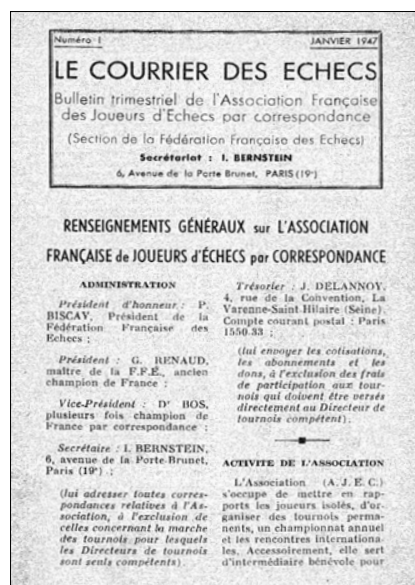 Numéro 1
JANVIER 1947
LE COURRIER DES ECHECS
Bulletin trimestriel de l'Association Française
des Joueurs d'Echecs par correspondance
(Section de la Fédération Française des Echecs)
Secrétariat : I. BERNSTEIN
6, Avenue de la Porte Brunet, PARIS (19e)
RENSEIGNEMENTS GÉNÉRAUX sur L'ASSOCIATION
FRANÇAISE de JOUEURS d'ÉCHECS par CORRESPONDANCE
ADMINISTRATION
Président d'honneur : P.
BISCAY, Président de la
Fédération Française des
Echecs ;
Président : G. RENAUD,
maître de la F.F.E., ancien
champion de France ;
Vice-Président : Dr BOS,
plusieurs fois champion de
France par correspondance ;
Secrétaire : I. BERNSTEIN,
6, avenue de la Porte Brunet,
Paris (19e) ;
(lui adresser toutes corres-
pondances relatives à l'As-
sociation, à l'exclusion de
celles concernant la marche
des tournois pour lesquels
les Directeurs de tournois
sont seuls compétents)
Trésorier : J. DELANNOY,
4, rue de la Convention, La
Varenne-Saint-Hilaire (Seine).
Compte courant postal : Paris
1550-33 ;
(lui envoyer les cotisations,
les abonnements et les
dons, à l'exclusion des frais
de participation aux tour-
nois qui doivent être versés
directement au Directeur de
tournois compétent).
ACTIVITE DE L'ASSOCIATION
L'Association (A.J.E.C.)
s'occupe de mettre en rap-
ports les joueurs isolés, d'or-
ganiser des tournois perma-
nents, un championnat annuel
et les rencontres internationa-
les. Accessoirement, elle sert
d'intermédiaire bénévole pour